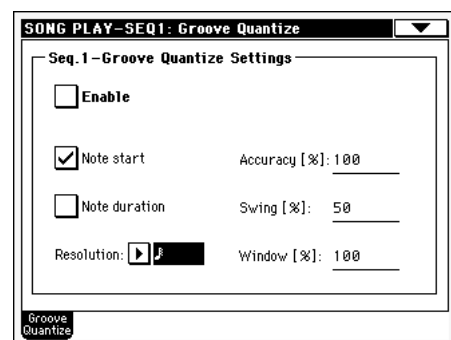 SONG PLAY-SEQ1: Groove Quantize
Seq.1-Groove Quantize Settings
Enable
Note start
Accuracy [%]: 100
Note duration
Swing [%]: 50
Resolution:
Window [%]: 100
Groove
Quantize